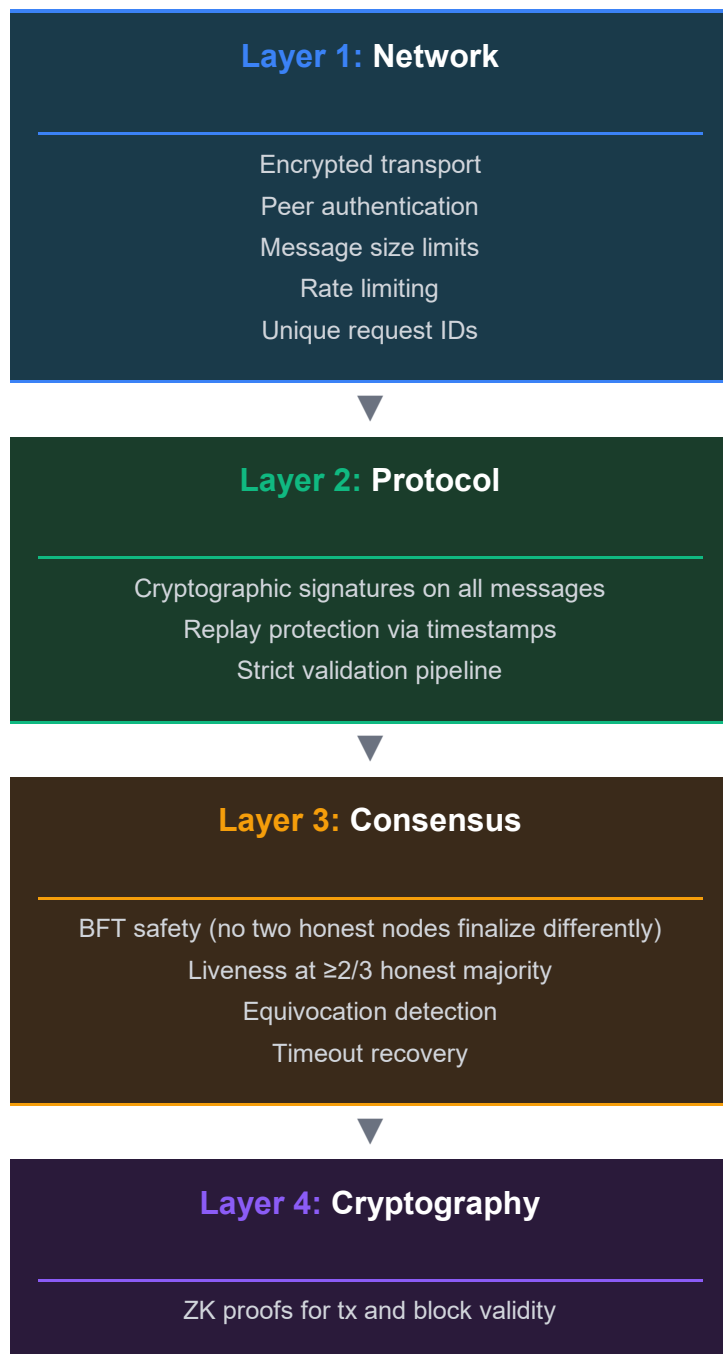 Layer 1: Network
Encrypted transport
Peer authentication
Message size limits
Rate limiting
Unique request IDs
Layer 2: Protocol
Cryptographic signatures on all messages
Replay protection via timestamps
Strict validation pipeline
Layer 3: Consensus
BFT safety (no two honest nodes finalize differently)
Liveness at ≥2/3 honest majority
Equivocation detection
Timeout recovery
Layer 4: Cryptography
ZK proofs for tx and block validity